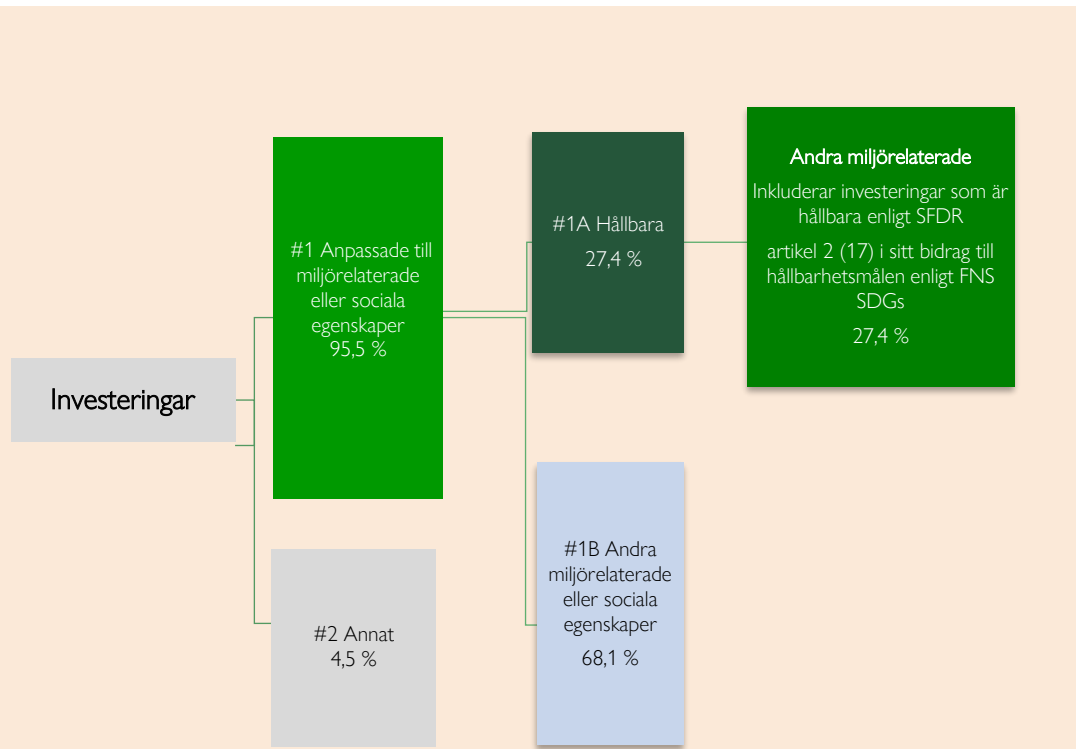 Investeringar
#1 Anpassade till
miljörelaterade
eller sociala
egenskaper
95,5 %
#2 Annat
4,5 %
#1A Hållbara
27,4 %
#1B Andra
miljörelaterade
eller sociala
egenskaper
68,1 %
Andra miljörelaterade
Inkluderar investeringar som är
hållbara enligt SFDR
artikel 2 (17) i sitt bidrag till
hållbarhetsmålen enligt FNS
SDGs
27,4 %